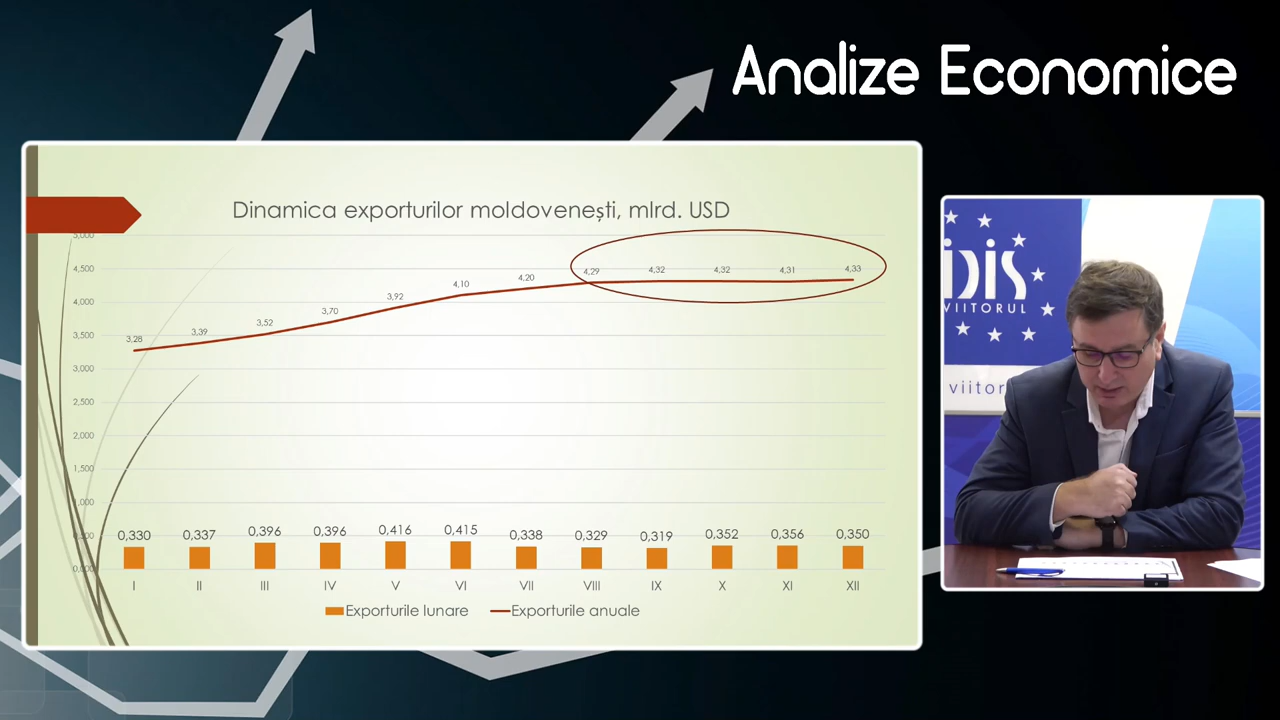 Analize Economice
Dinamica exporturilor moldovenești, mlrd. USD
5,000
4,500
4,000
3,500
3,000
2,500
2,000
1,500
3,28
3,39
3,52
3,70
3,92
4,10
4,20
4,29
4,32
4,32
4,31
4,33
0,330
0,337
0,396
0,396
0,416
0,415
0,338
0,329
0,319
0,352
0,356
0,350
I
II
III
IV
V
VI
VII
VIII
IX
X
XI
XII
Exporturile lunare
Exporturile anuale
IDIS
VIITORUL
viitor